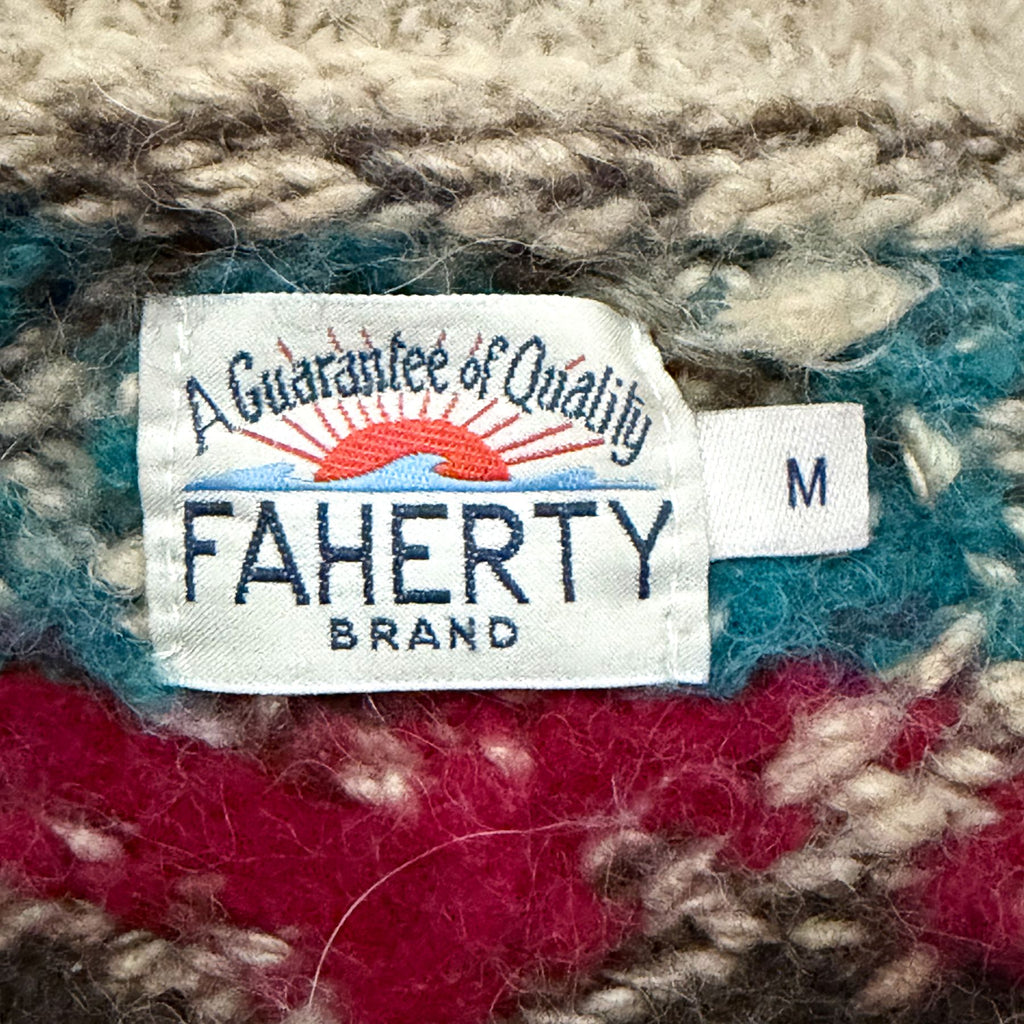 A Guarantee of Quality
FAHERTY
BRAND
M